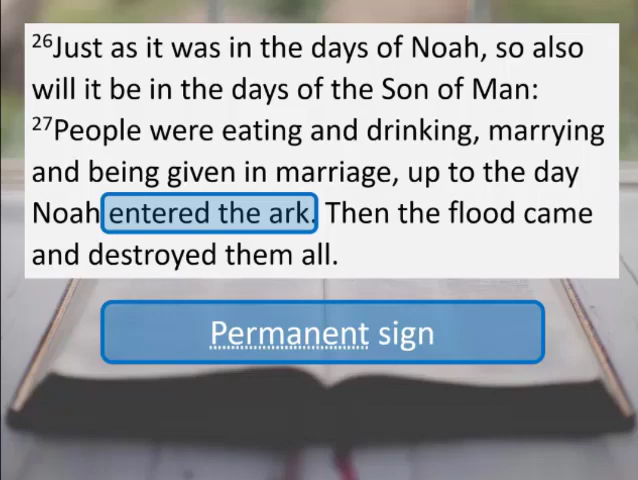 ²⁶Just as it was in the days of Noah, so also
will it be in the days of the Son of Man:
²⁷People were eating and drinking, marrying
and being given in marriage, up to the day
Noah entered the ark. Then the flood came
and destroyed them all.
Permanent sign